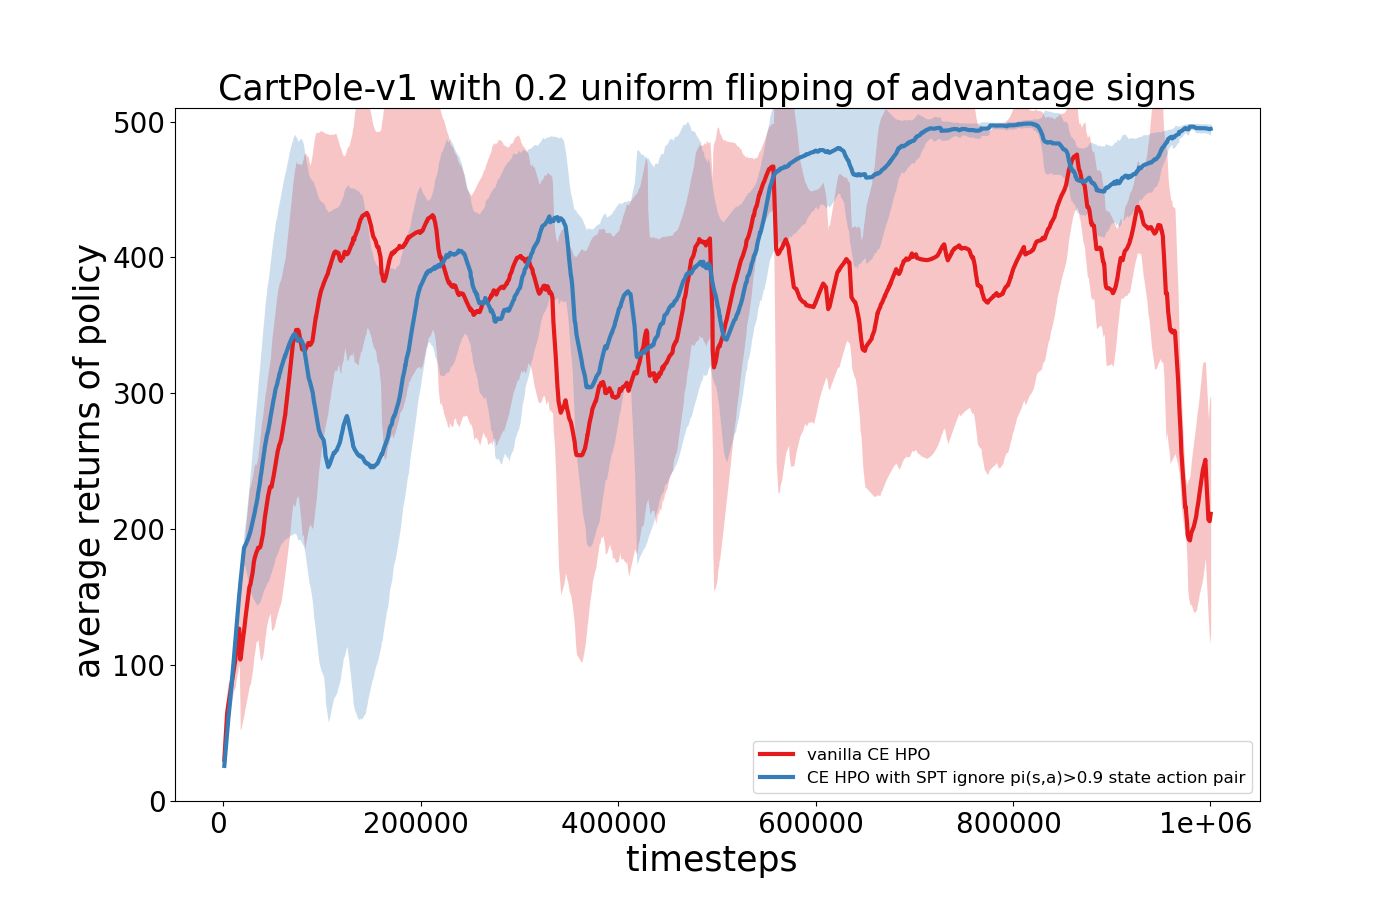 CartPole-v1 with 0.2 uniform flipping of advantage signs
average returns of policy
500
400
300
200
100
0
vanilla CE HPO
CE HPO with SPT ignore pi(s,a)>0.9 state action pair
0 200000 400000 600000 800000 1e+06
timesteps